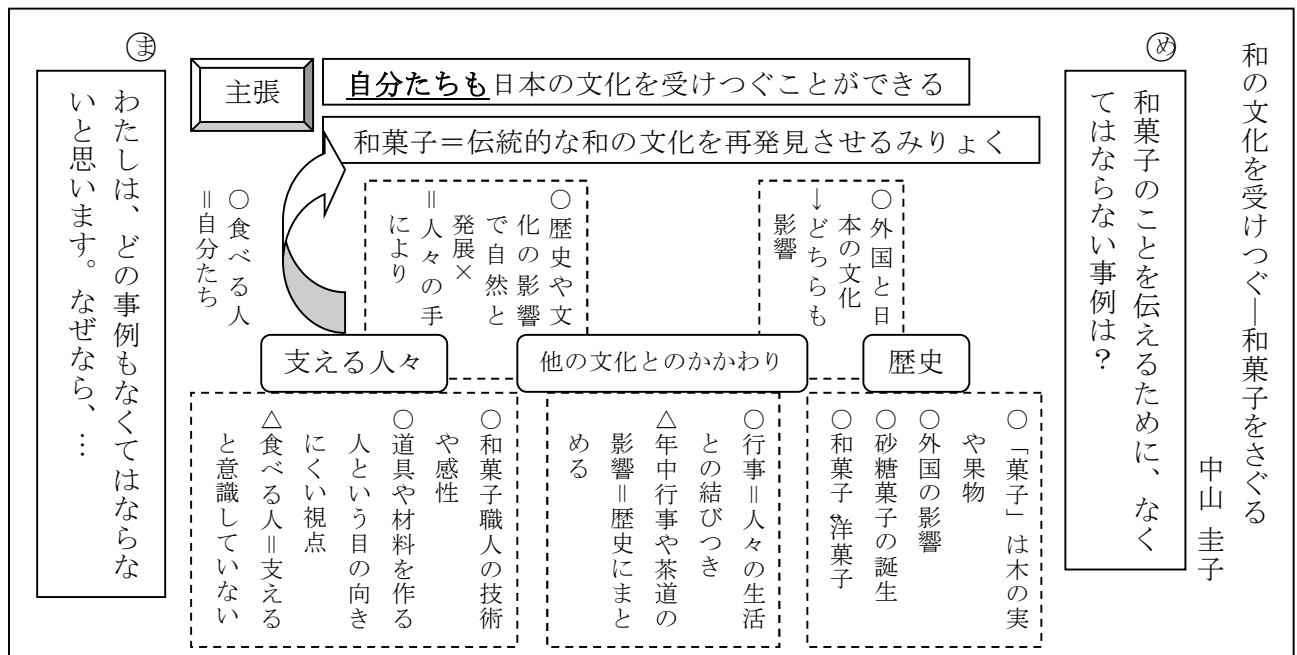 和の文化を受けつぐ―和菓子をさぐる
中山 圭子
め
和菓子のことを伝えるために、なく
てはならない事例は？
主張
自分たちも日本の文化を受けつぐことができる
和菓子＝伝統的な和の文化を再発見させるみりょく
○外国と日
本の文化
→どちらも
影響
○歴史や文
化の影響
で自然と
発展×
＝人々の手
により
○食べる人
＝自分たち
歴史
他の文化とのかかわり
支える人々
○「菓子」は木の実
や果物
○外国の影響
○砂糖菓子の誕生
○和菓子⇔洋菓子
○行事＝人々の生活
との結びつき
△年中行事や茶道の
影響＝歴史にまと
める
○和菓子職人の技術
や感性
○道具や材料を作る
人という目の向き
にくい視点
△食べる人＝支える
と意識していない
ま
わたしは、どの事例もなくてはならな
いと思います。なぜなら、…